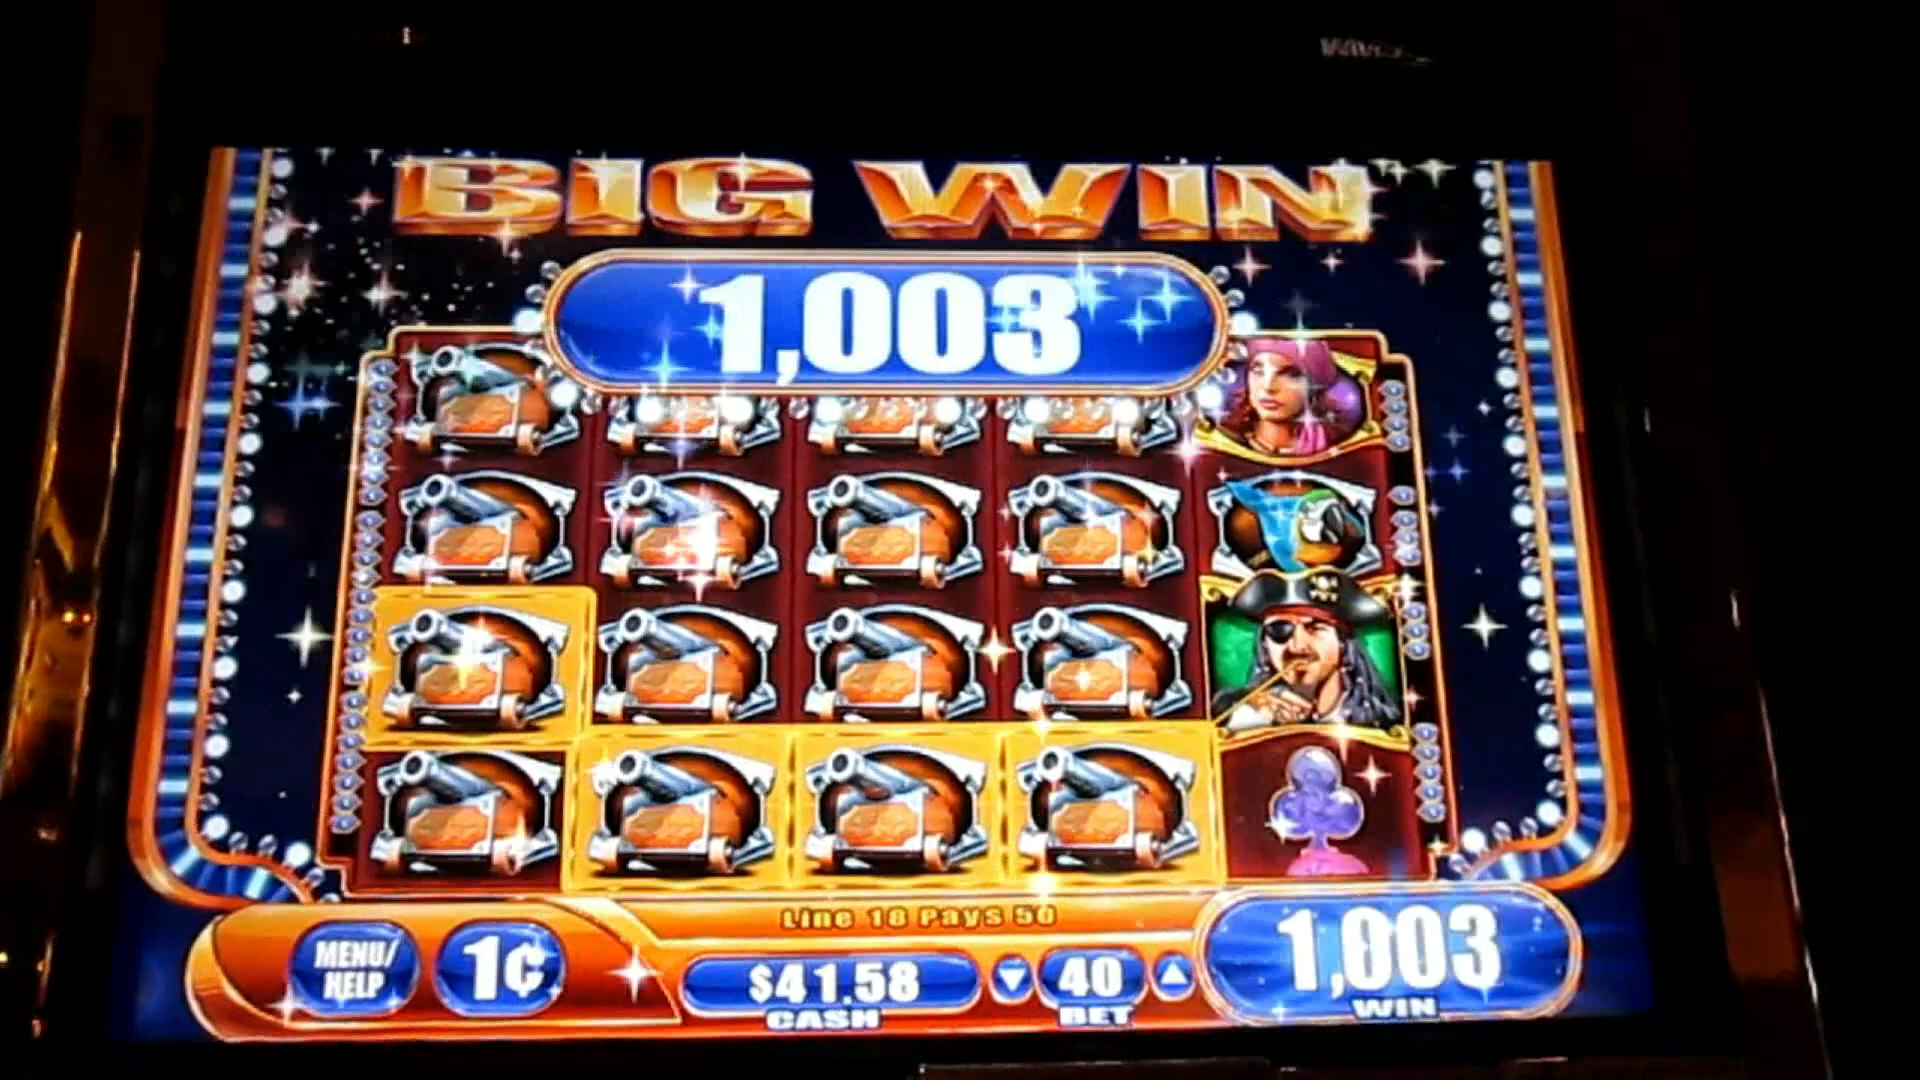 WMS
BIG WIN
1,003
Line 18 Pays 50
MENU/
HELP
1¢
$41.58
CASH
40
BET
1,003
WIN